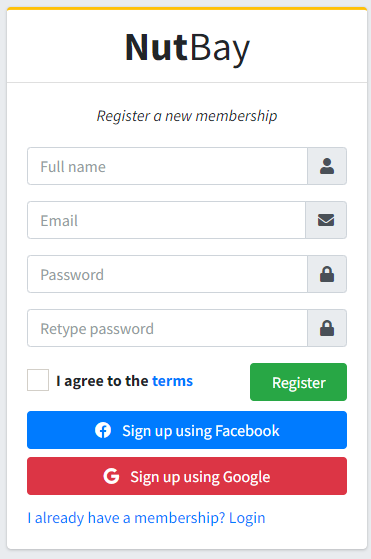 NutBay
Register a new membership
Full name
Email
Password
Retype password
I agree to the terms
Register
Sign up using Facebook
Sign up using Google
I already have a membership? Login